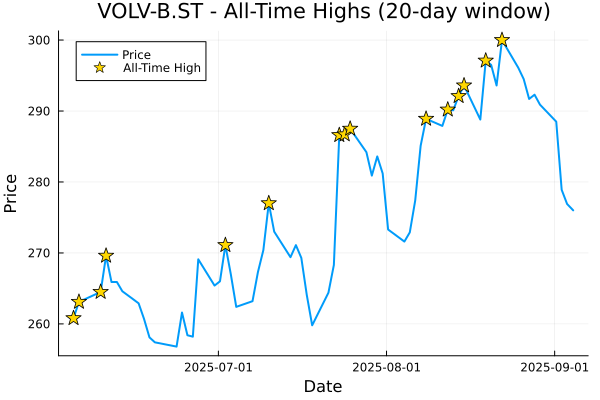 VOLV-B.ST - All-Time Highs (20-day window)
300
290
280
270
260
Price
Price
All-Time High
2025-07-01
2025-08-01
2025-09-01
Date